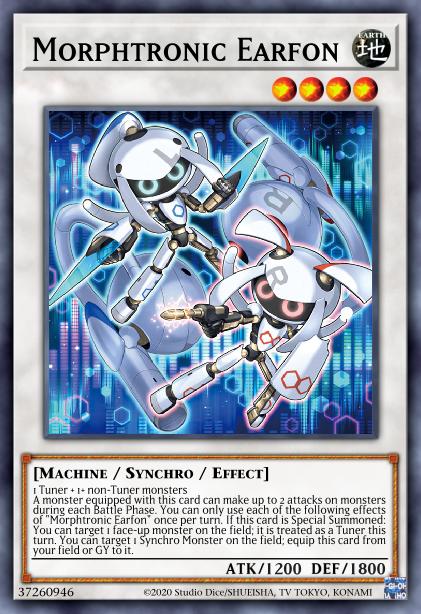 MORPHTRONIC EARFON
EARTH
地
L
R
R
[MACHINE / SYNCHRO / EFFECT]
1 Tuner + 1+ non-Tuner monsters
A monster equipped with this card can make up to 2 attacks on monsters
during each Battle Phase. You can only use each of the following effects
of "Morphtronic Earfon" once per turn. If this card is Special Summoned:
You can target 1 face-up monster on the field; it is treated as a Tuner this
turn. You can target 1 Synchro Monster on the field; equip this card from
your field or GY to it.
ATK/1200 DEF/1800
37260946
©2020 Studio Dice/SHUEISHA, TV TOKYO, KONAMI